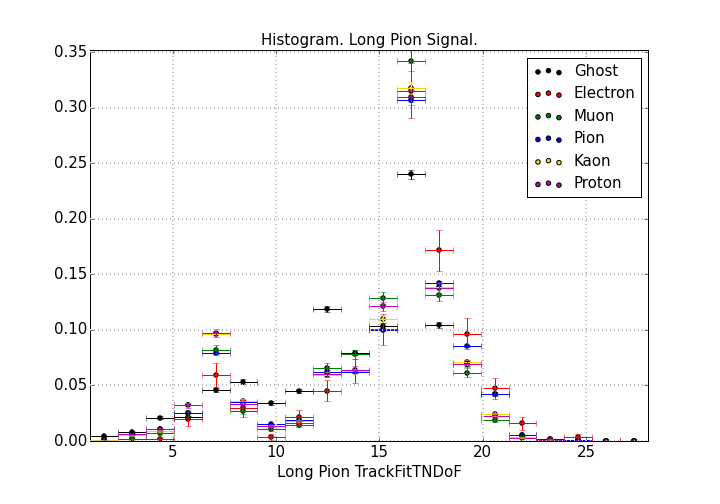 Histogram. Long Pion Signal.
0.35
0.30
0.25
0.20
0.15
0.10
0.05
0.00
Ghost
Electron
Muon
Pion
Kaon
Proton
5
10
15
20
25
Long Pion TrackFitTNDoF